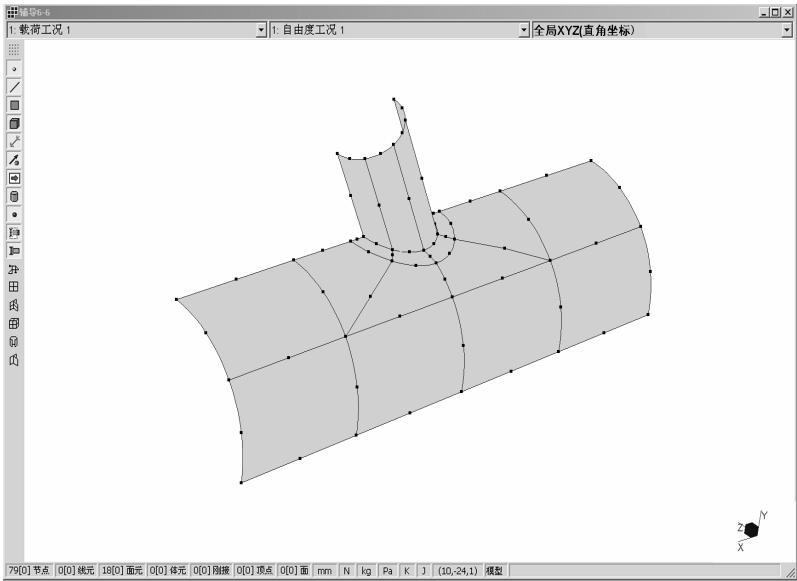 辅导6-6
1: 载荷工况 1 1: 自由度工况 1 全局XYZ(直角坐标)
Y
Z
X
79[0] 节点 0[0] 线元 18[0] 面元 0[0] 体元 0[0] 刚接 0[0] 顶点 0[0] 面 mm N kg Pa K J (10,-24,1) 模型